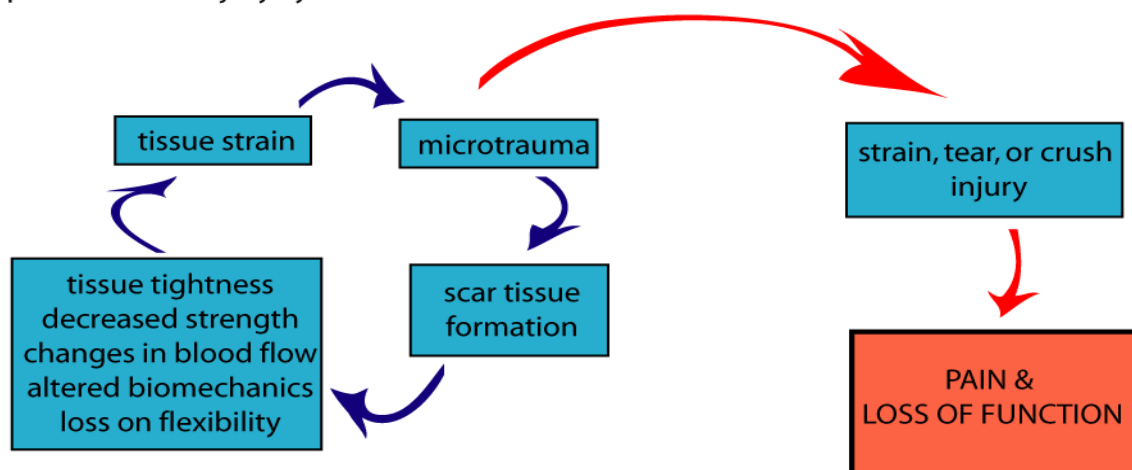 tissue strain
microtrauma
strain, tear, or crush
injury
tissue tightness
decreased strength
changes in blood flow
altered biomechanics
loss on flexibility
scar tissue
formation
PAIN &
LOSS OF FUNCTION